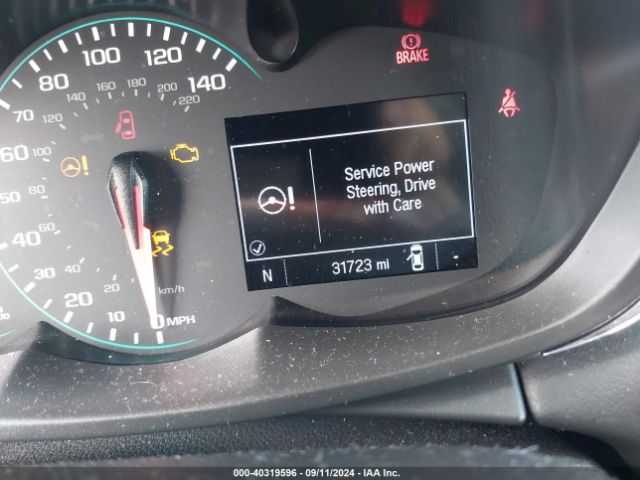 100
120
80
140
180
BRAKE
140
160
200
70
120
220
60
100
Service Power
Steering, Drive
with Care
80
50
40
60
N
31723 mi
-
30
40
km/h
20
20
10
0 MPH
000-40319596 - 09/11/2024 - IAA Inc.